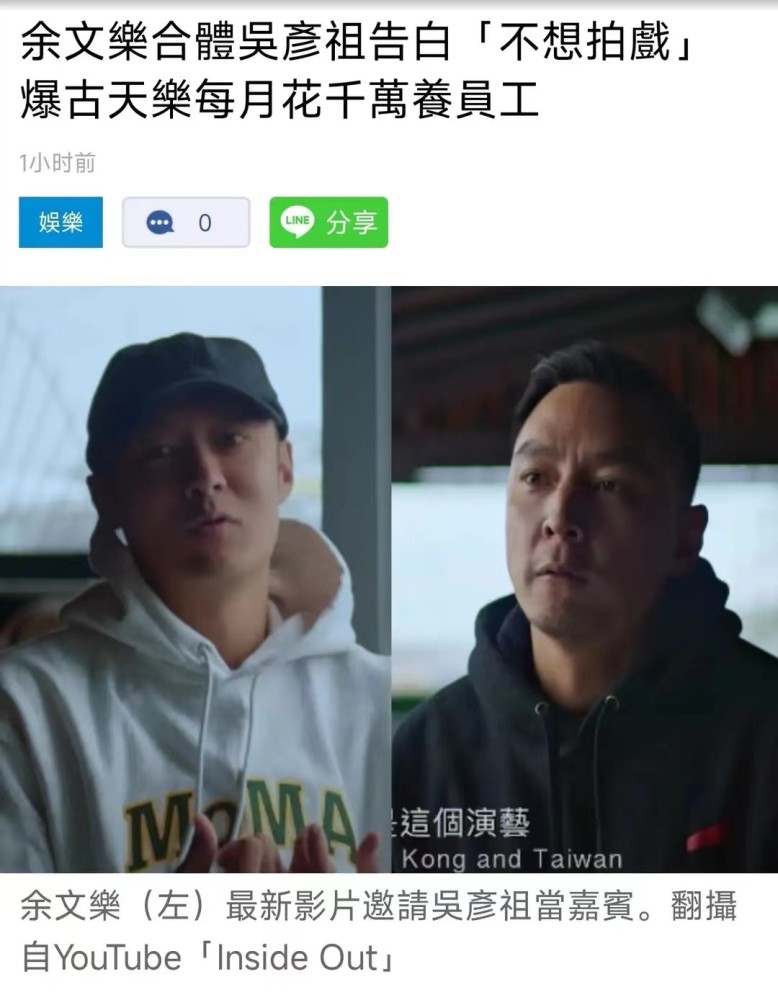 余文樂合體吳彥祖告白「不想拍戲」
爆古天樂每月花千萬養員工
1小时前
娛樂
0
LINE 分享
MoMA
這個演藝
Kong and Taiwan
余文樂（左）最新影片邀請吳彥祖當嘉賓。翻攝
自YouTube「Inside Out」